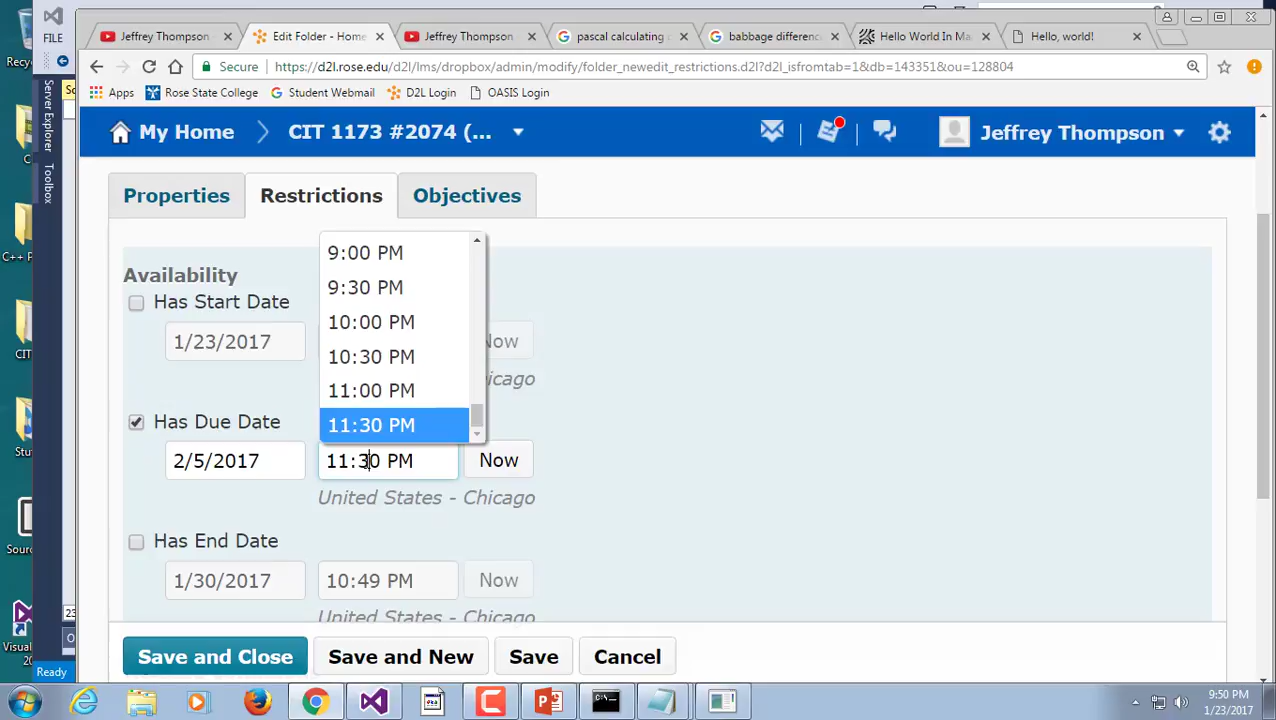 FILE
Jeffrey Thompson
Edit Folder - Home
Jeffrey Thompson
pascal calculating
babbage differenc
Hello World In Ma
Hello, world!
Secure
https://d2l.rose.edu/d2l/lms/dropbox/admin/modify/folder_newedit_restrictions.d2l?d2l_isfromtab=1&db=143351&ou=128804
Apps Rose State College Student Webmail D2L Login OASIS Login
Server Explorer
Toolbox
My Home CIT 1173 #2074 (... Jeffrey Thompson
Properties Restrictions Objectives
9:00 PM
Availability
9:30 PM
Has Start Date
10:00 PM
1/23/2017
Now
10:30 PM
11:00 PM
Has Due Date
11:30 PM
2/5/2017 11:30 PM Now
United States - Chicago
Has End Date
1/30/2017 10:49 PM Now
United States - Chicago
Save and Close Save and New Save Cancel
Ready
9:50 PM
1/23/2017